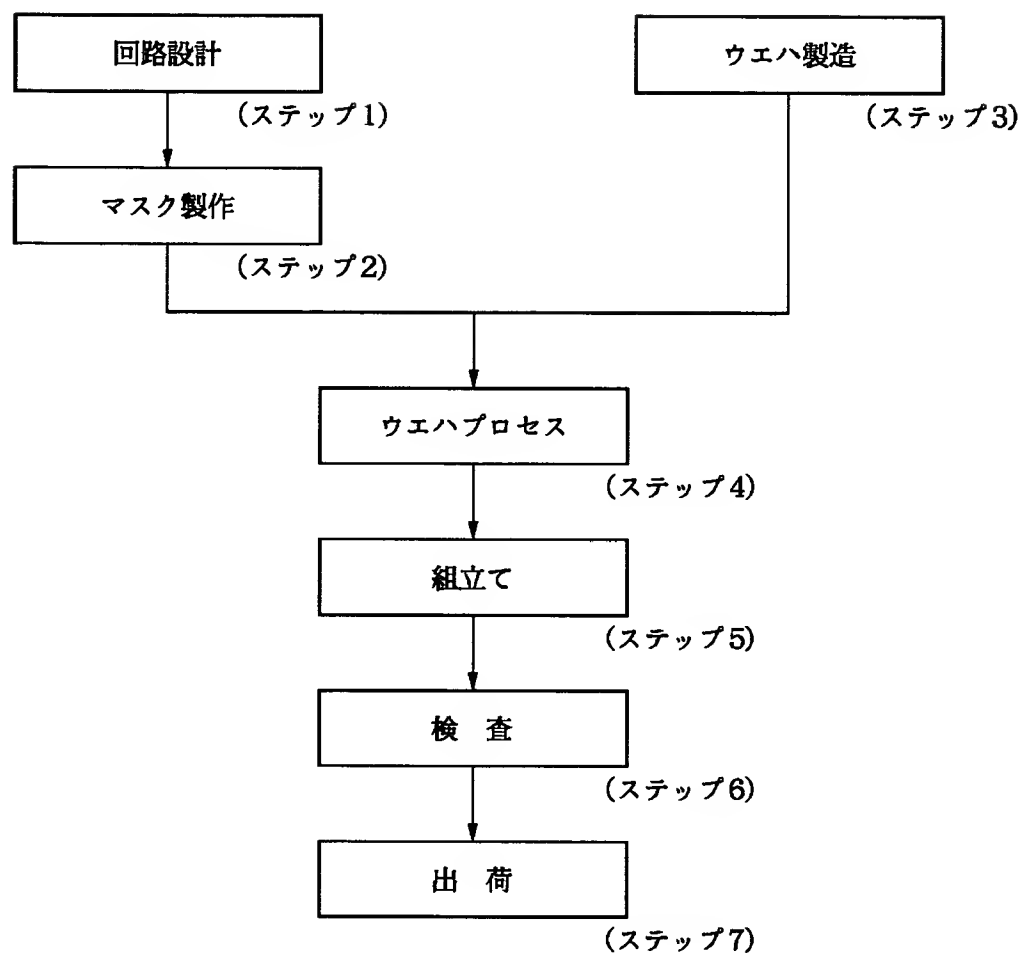 回路設計
(ステップ1)
ウエハ製造
(ステップ3)
マスク製作
(ステップ2)
ウエハプロセス
(ステップ4)
組立て
(ステップ5)
検 査
(ステップ6)
出 荷
(ステップ7)